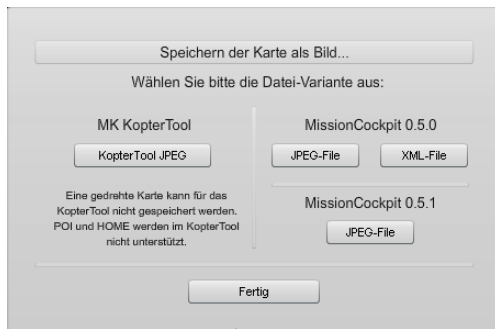 Speichern der Karte als Bild...
Wählen Sie bitte die Datei-Variante aus:
MK KopterTool
KopterTool JPEG
Eine gedrehte Karte kann für das
KopterTool nicht gespeichert werden.
POI und HOME werden im KopterTool
nicht unterstützt.
MissionCockpit 0.5.0
JPEG-File XML-File
MissionCockpit 0.5.1
JPEG-File
Fertig